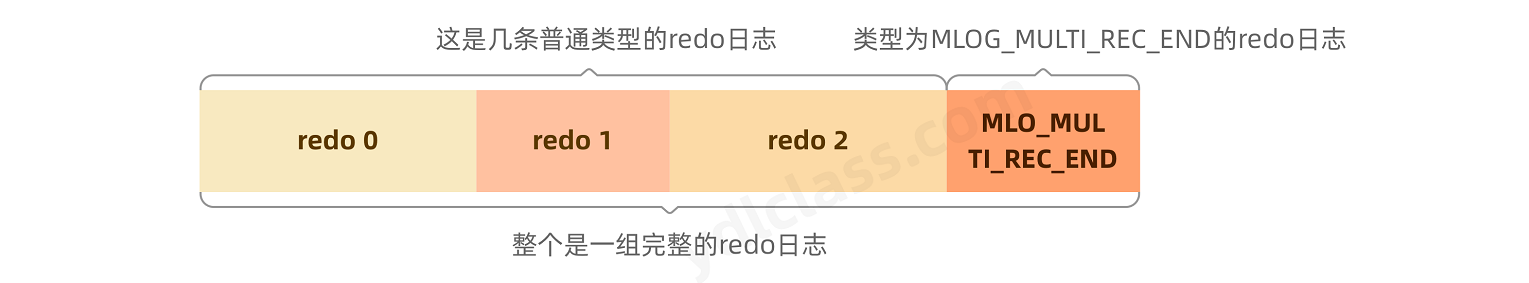 这是几条普通类型的redo日志
类型为MLOG_MULTI_REC_END的redo日志
redo 0
redo 1
redo 2
MLO_MUL
TI_REC_END
整个是一组完整的redo日志
ydlclass.com